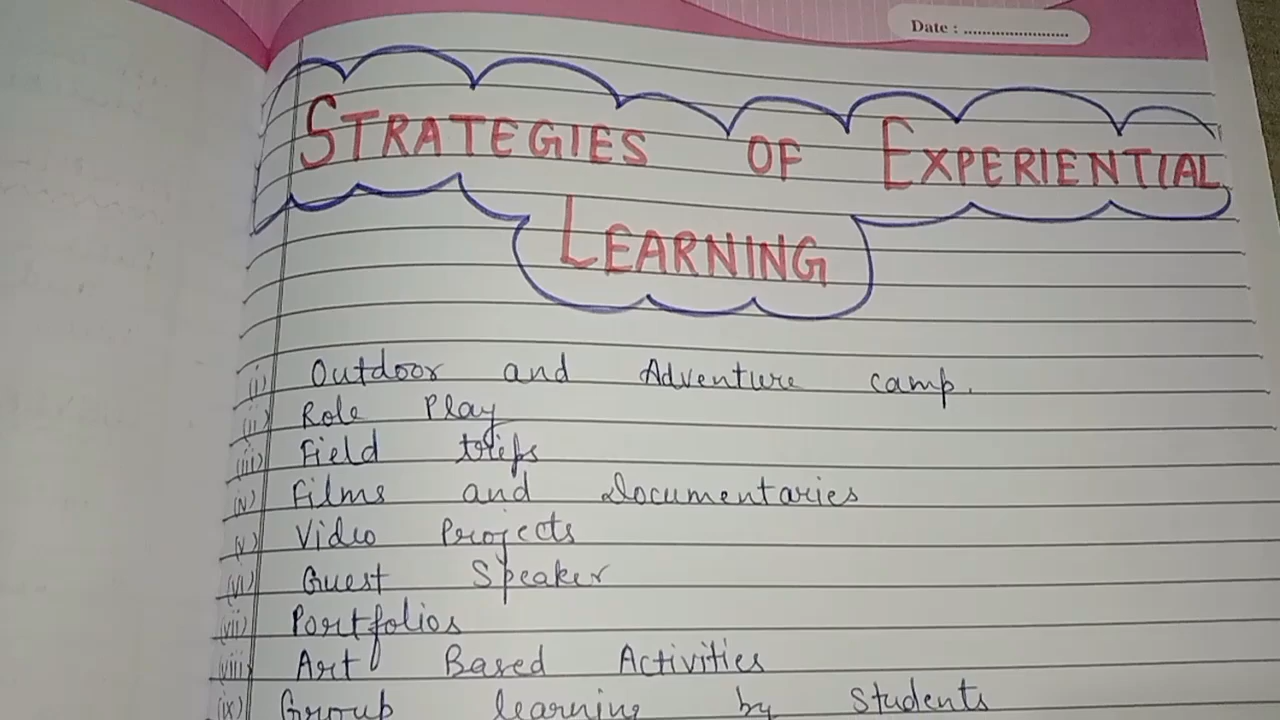 Date : ........................
STRATEGIES OF EXPERIENTIAL
LEARNING
(i) Outdoor and Adventure camp.
(ii) Role Play
(iii) Field trips
(iv) Films and Documentaries
(v) Video Projects
(vi) Guest Speaker
(vii) Portfolios
(viii) Art Based Activities
(ix) Group learning by Students